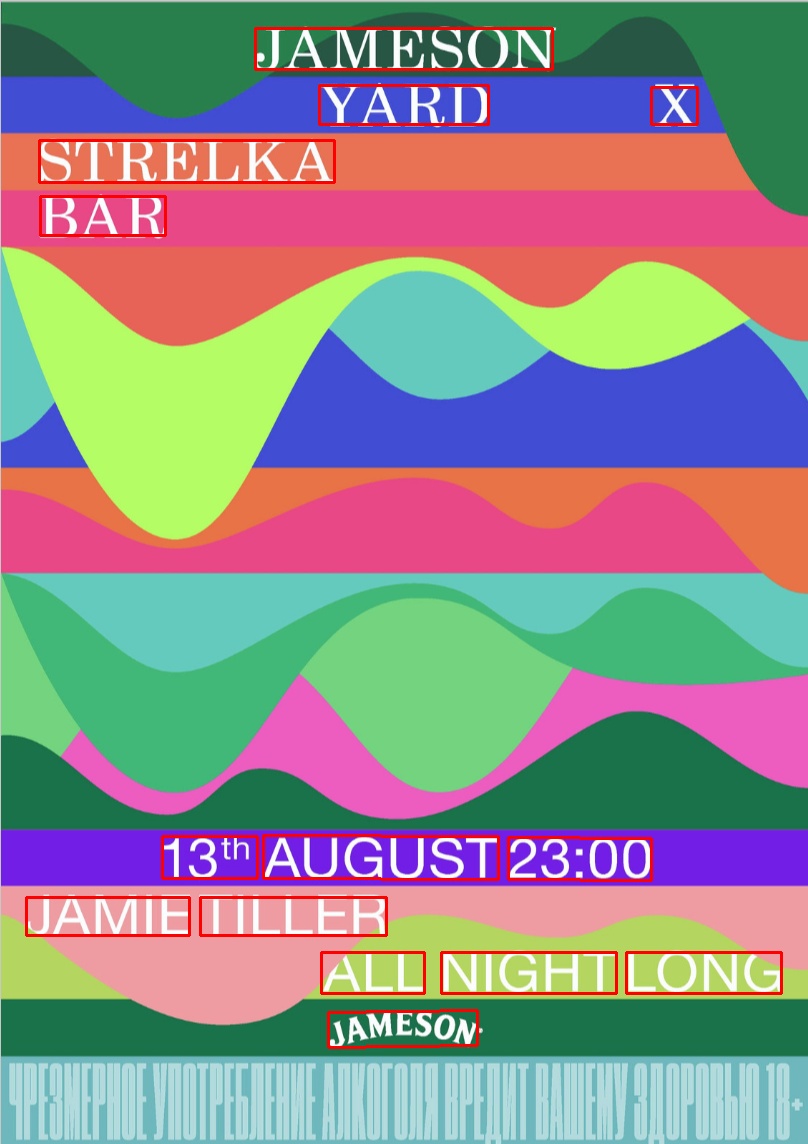 JAMESON
YARD X
STRELKA
BAR
13th AUGUST 23:00
JAMIE TILLER
ALL NIGHT LONG
JAMESON
ЧРЕЗМЕРНОЕ УПОТРЕБЛЕНИЕ АЛКОГОЛЯ ВРЕДИТ ВАШЕМУ ЗДОРОВЬЮ 18+